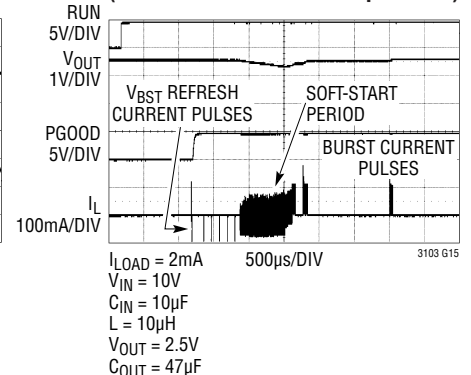 RUN
5V/DIV
VOUT
1V/DIV
VBST REFRESH
CURRENT PULSES
SOFT-START
PERIOD
PGOOD
5V/DIV
BURST CURRENT
PULSES
IL
100mA/DIV
ILOAD = 2mA
500µs/DIV
3103 G15
VIN = 10V
CIN = 10µF
L = 10µH
VOUT = 2.5V
COUT = 47µF